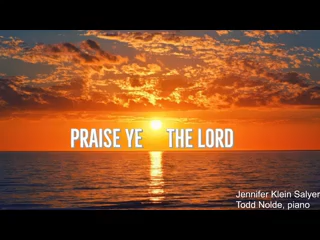 PRAISE YE THE LORD
Jennifer Klein Salyer
Todd Nolde, piano